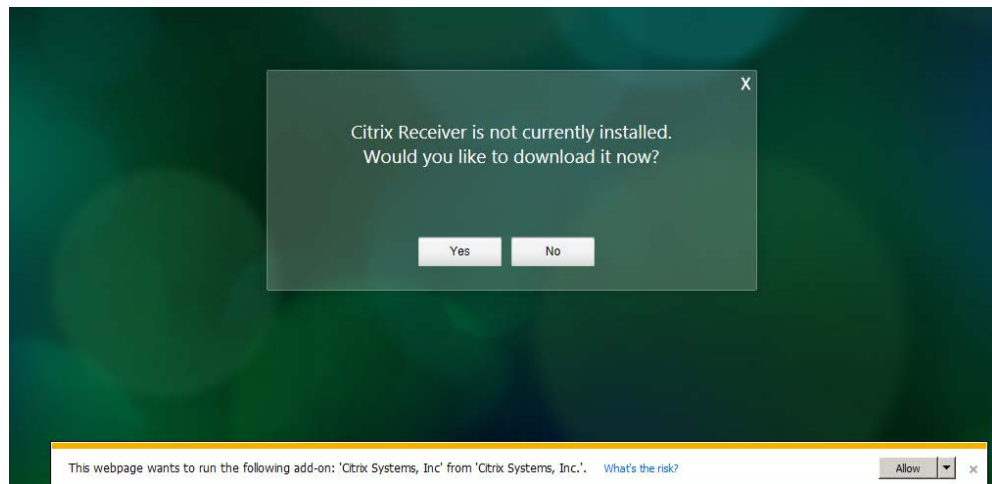 X
Citrix Receiver is not currently installed.
Would you like to download it now?
Yes No
This webpage wants to run the following add-on: 'Citrix Systems, Inc' from 'Citrix Systems, Inc.'. What's the risk? Allow ×